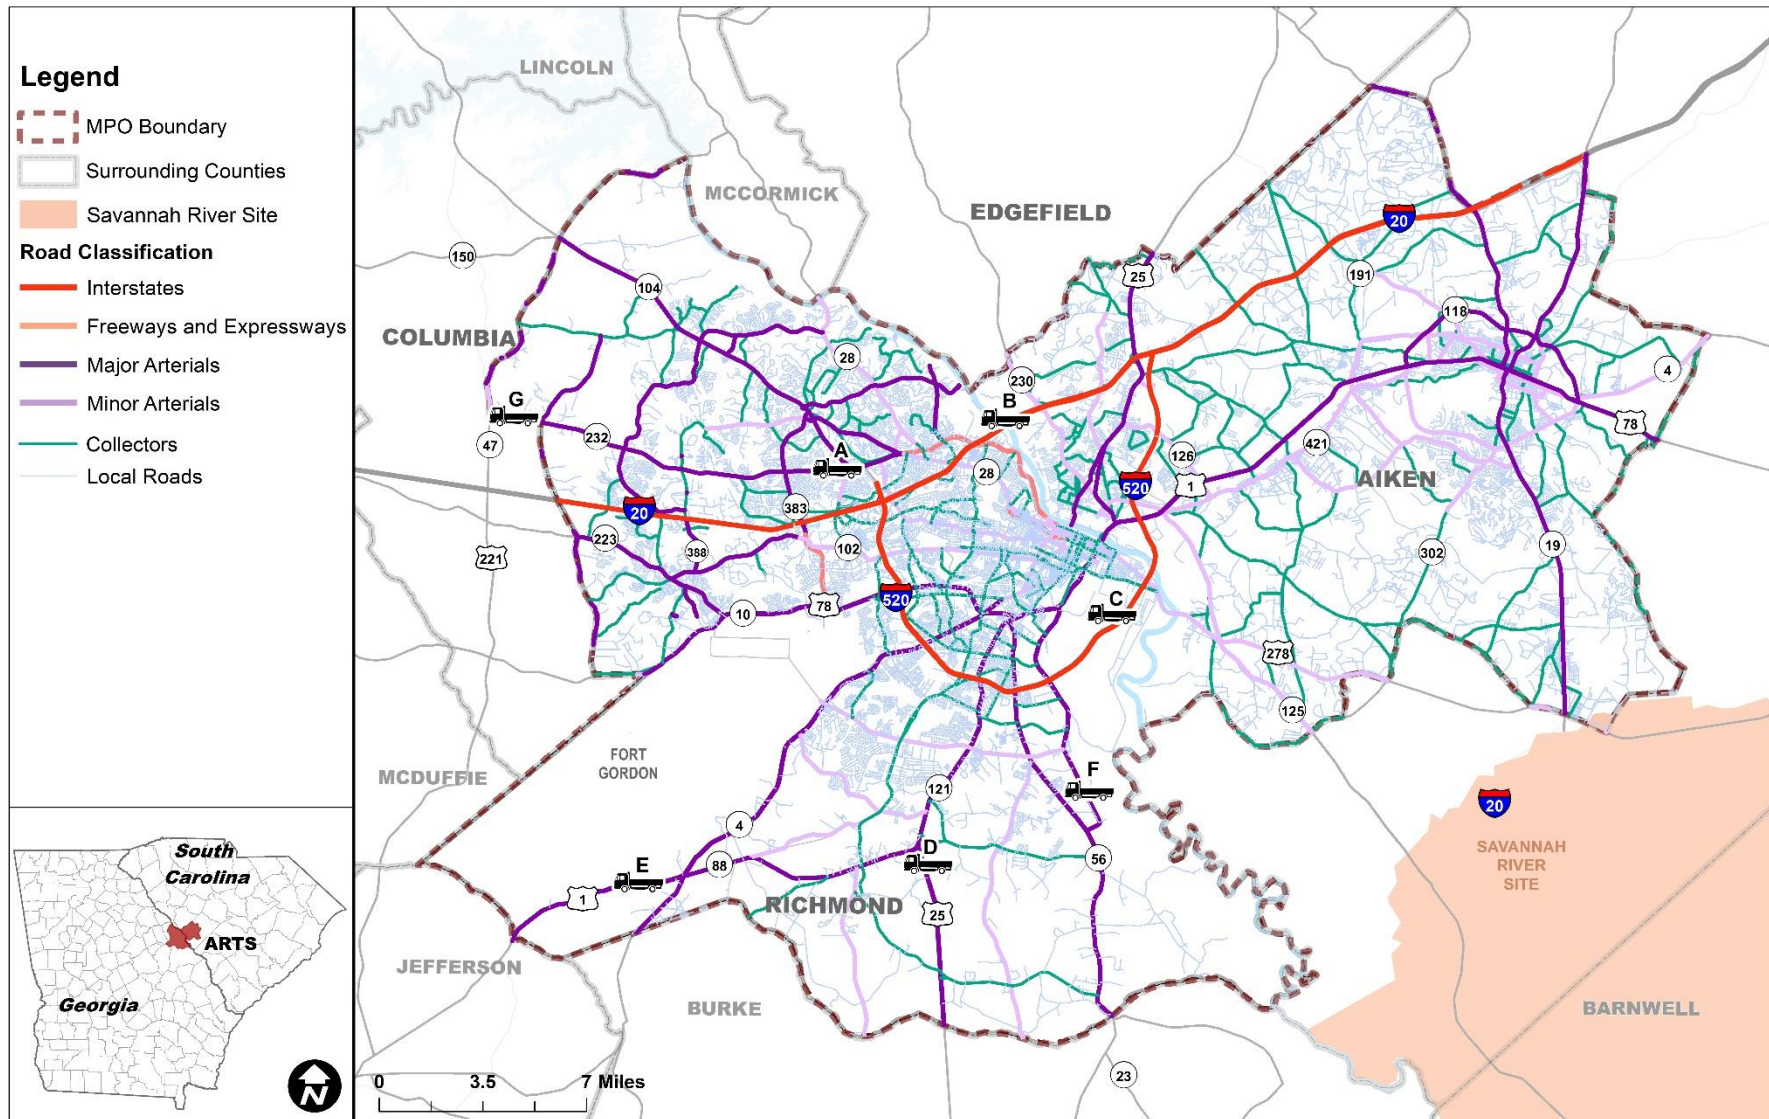 Legend
MPO Boundary
Surrounding Counties
Savannah River Site
Road Classification
Interstates
Freeways and Expressways
Major Arterials
Minor Arterials
Collectors
Local Roads
South
Carolina
ARTS
Georgia
N
0 3.5 7 Miles
LINCOLN
MCCORMICK
EDGEFIELD
20
150
25
191
104
118
COLUMBIA
28
230
4
G
B
232
47
A
28
126
421
78
1
AIKEN
520
20
383
223
388
102
221
302
19
520
78
10
C
278
125
FORT
GORDON
MCDUFFIE
121
F
20
4
SAVANNAH
RIVER
SITE
D
56
88
E
1
RICHMOND
25
JEFFERSON
BURKE
BARNWELL
23